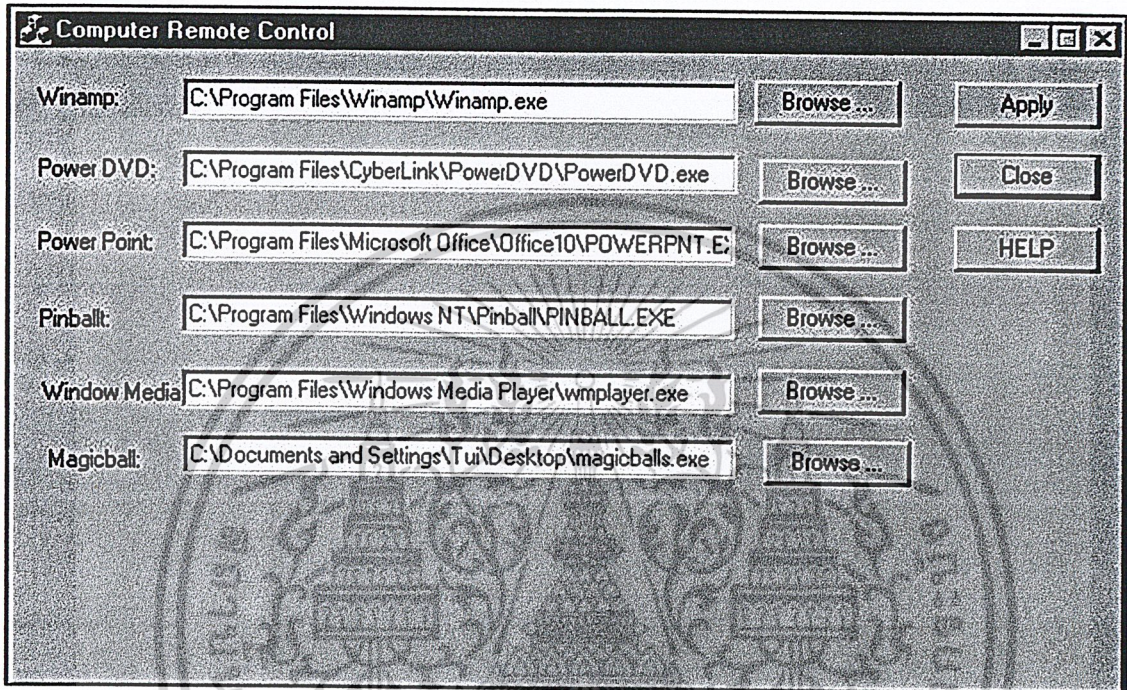 Computer Remote Control
Winamp: C:\Program Files\Winamp\Winamp.exe Browse ... Apply
Power DVD: C:\Program Files\CyberLink\PowerDVD\PowerDVD.exe Browse ... Close
Power Point: C:\Program Files\Microsoft Office\Office10\POWERPNT.EX Browse ... HELP
Pinballt: C:\Program Files\Windows NT\Pinball\PINBALL.EXE Browse ...
Window Media C:\Program Files\Windows Media Player\wmplayer.exe Browse ...
Magicball: C:\Documents and Settings\Tui\Desktop\magicballs.exe Browse ...